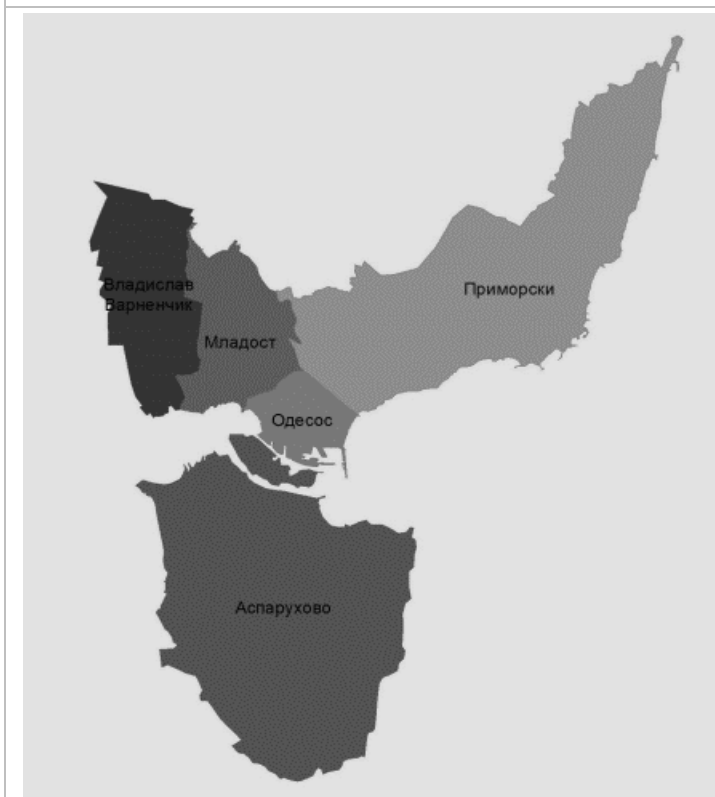 Приморски
Владислав
Варненчик
Младост
Одесос
Аспарухово